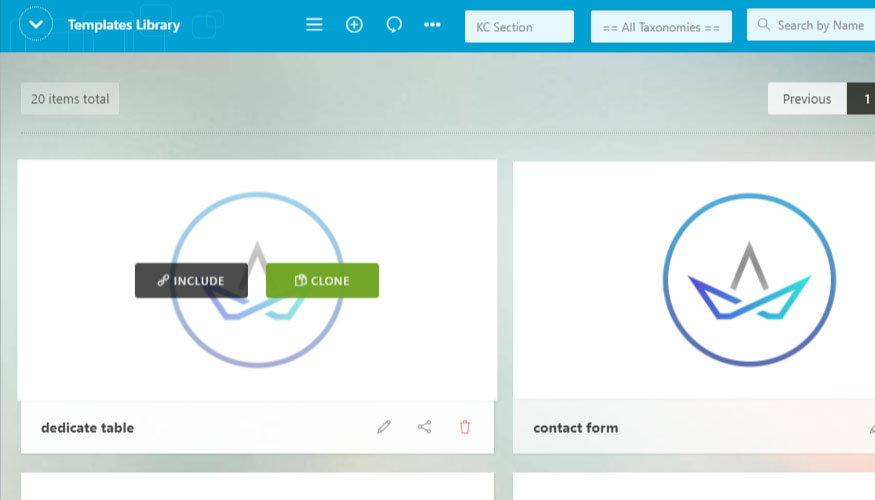 Templates Library
KC Section
== All Taxonomies ==
Search by Name
20 items total
Previous
1
INCLUDE
CLONE
dedicate table
contact form